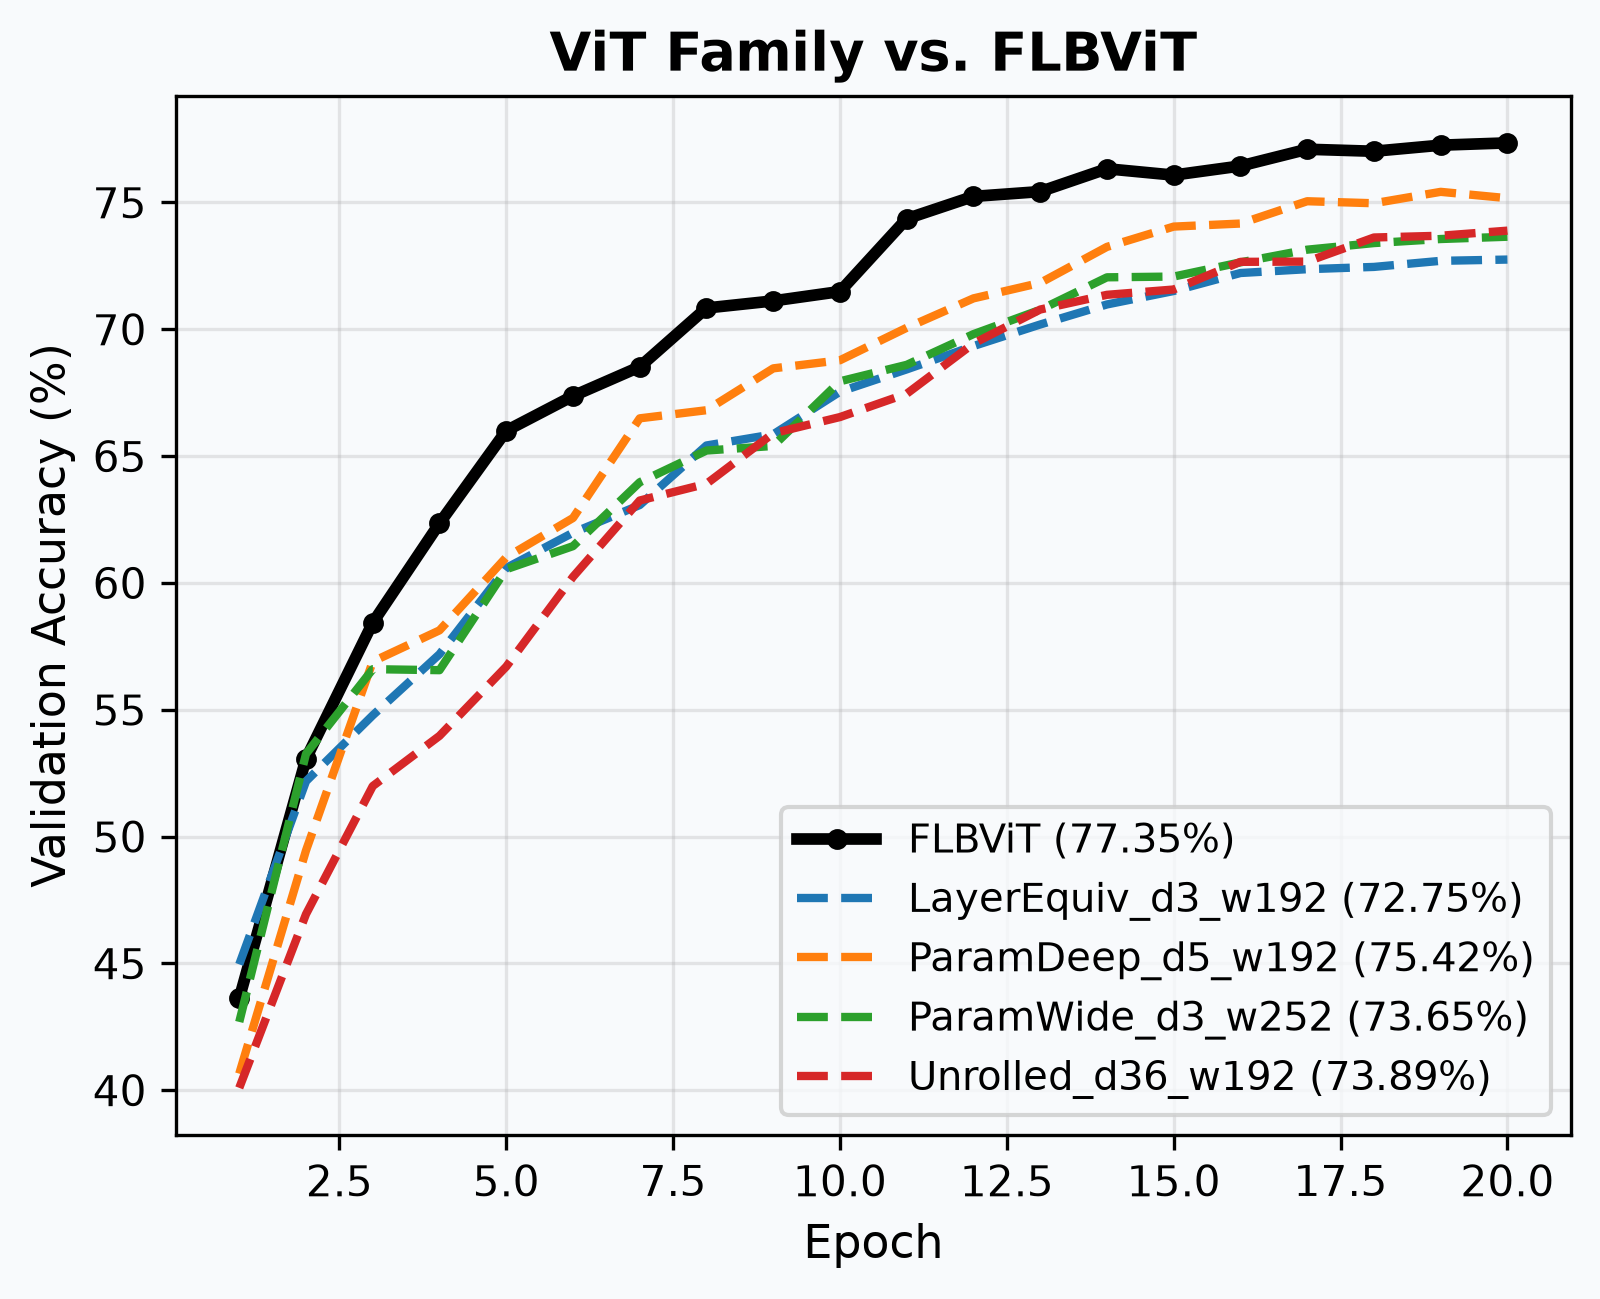 ViT Family vs. FLBViT
Validation Accuracy (%)
75
70
65
60
55
50
45
40
FLBViT (77.35%)
LayerEquiv_d3_w192 (72.75%)
ParamDeep_d5_w192 (75.42%)
ParamWide_d3_w252 (73.65%)
Unrolled_d36_w192 (73.89%)
2.5 5.0 7.5 10.0 12.5 15.0 17.5 20.0
Epoch